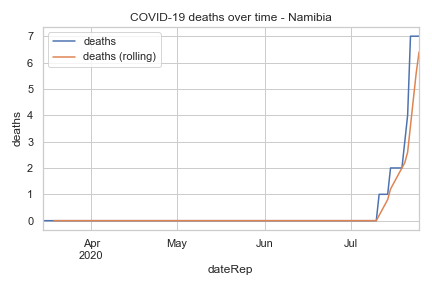 COVID-19 deaths over time - Namibia
deaths
deaths (rolling)
7
6
5
4
3
2
1
0
deaths
Apr
2020
May
Jun
Jul
dateRep